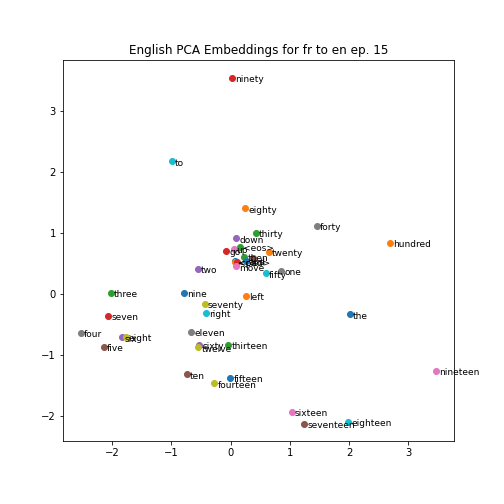 English PCA Embeddings for fr to en ep. 15
ninety
to
eighty
forty
thirty
down
hundred
<eos>
go
up
twenty
then
move
two
fifty
one
three
nine
left
seventy
right
the
seven
four
eleven
eight
five
sixty
thirteen
twelve
nineteen
ten
fifteen
fourteen
sixteen
seventeen
eighteen
3
2
1
0
−1
−2
−2
−1
0
1
2
3